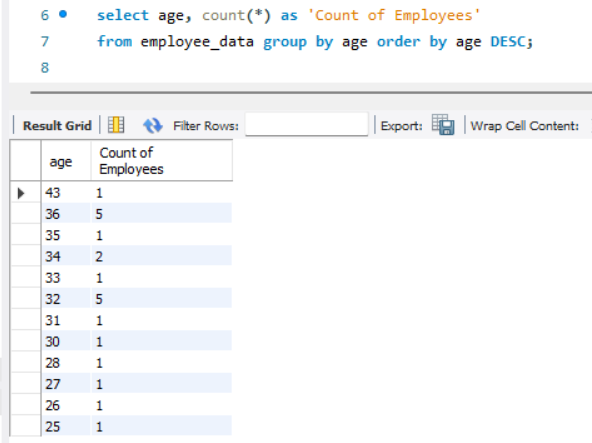 6 select age, count(*) as 'Count of Employees'
7 from employee_data group by age order by age DESC;
8
Result Grid Filter Rows: Export: Wrap Cell Content:
age Count of
Employees
43 1
36 5
35 1
34 2
33 1
32 5
31 1
30 1
28 1
27 1
26 1
25 1